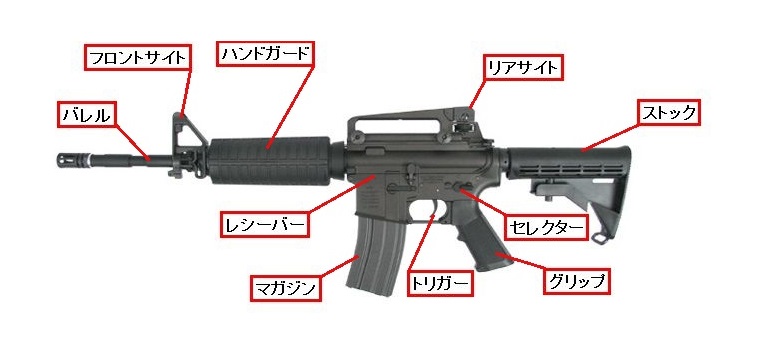 フロントサイト
ハンドガード
リアサイト
バレル
ストック
レシーバー
セレクター
マガジン
トリガー
グリップ